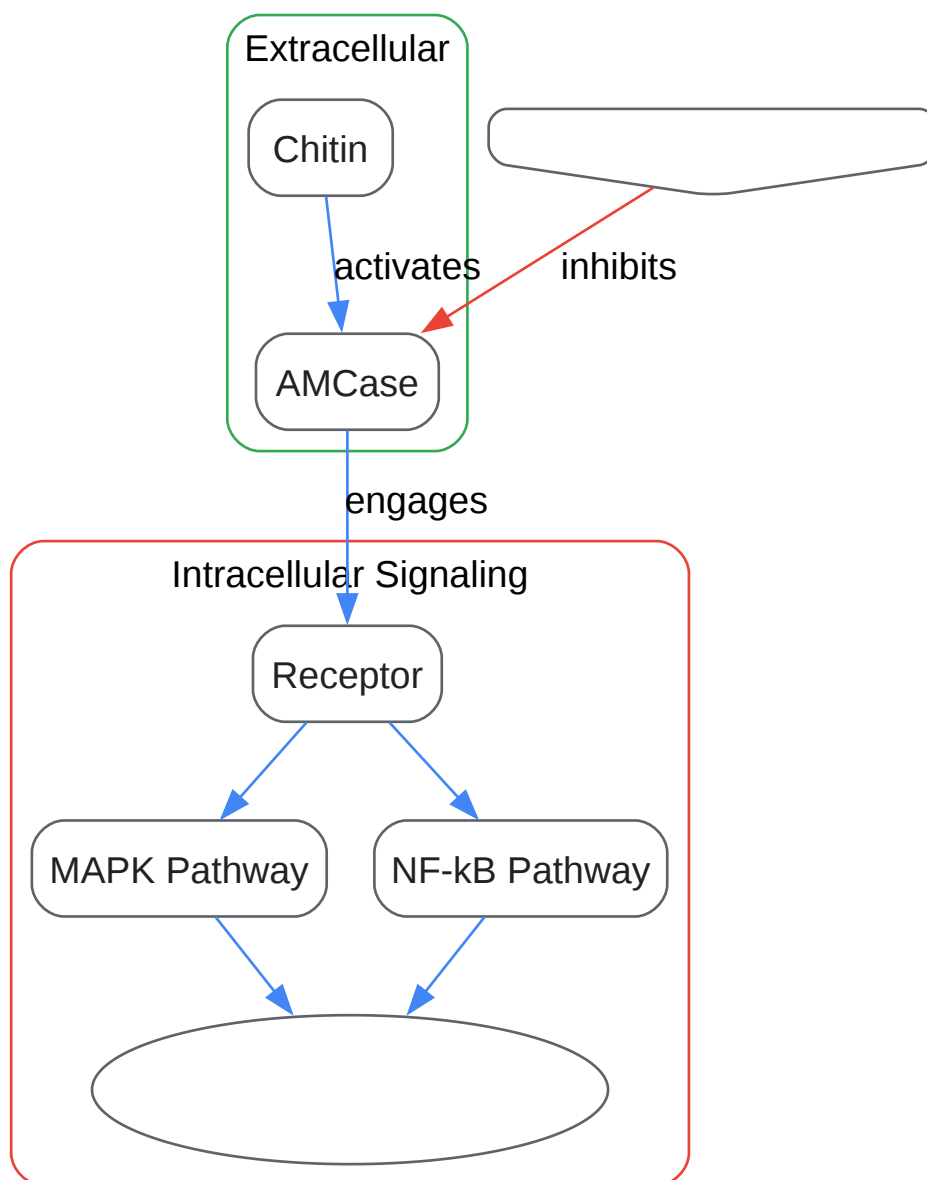 Extracellular
Chitin
activates
inhibits
AMCase
engages
Intracellular Signaling
Receptor
MAPK Pathway
NF-kB Pathway